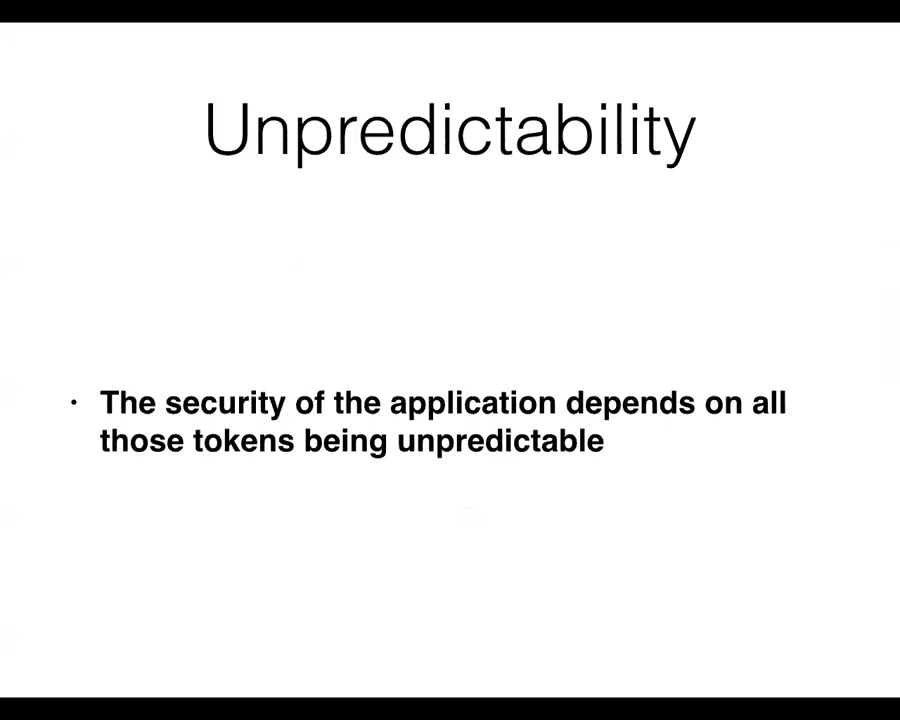 Unpredictability
• The security of the application depends on all
those tokens being unpredictable